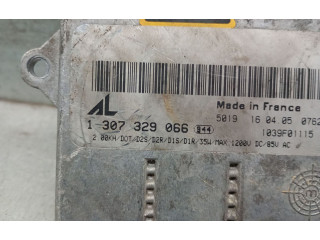 Made in France
AL
5019 16 04 05 0762
1 307 329 066
1039F01115
2.00KH/DOT/D2S/D2R/D1S/D1R/35W MAX 1200V DC/85V AC